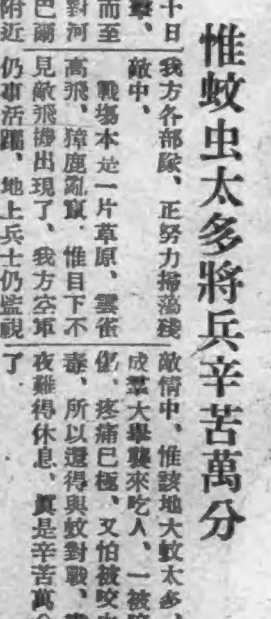 惟蚊虫太多將兵辛苦萬分
我方各部隊、正努力掃蕩殘
敵中、
戰場本是一片草原、雲雀
高飛、獐鹿亂竄、惟目下不
見敵飛機出現了、我方空軍
仍事活躍、地上兵士仍監視
敵情中、惟該地大蚊太多、
成羣大舉襲來吃人、一被
傷、疼痛已極、又怕被咬
毒、所以還得與蚊對戰、
夜難得休息、眞是辛苦萬
了、
十日
而至
對河
巴爾
附近